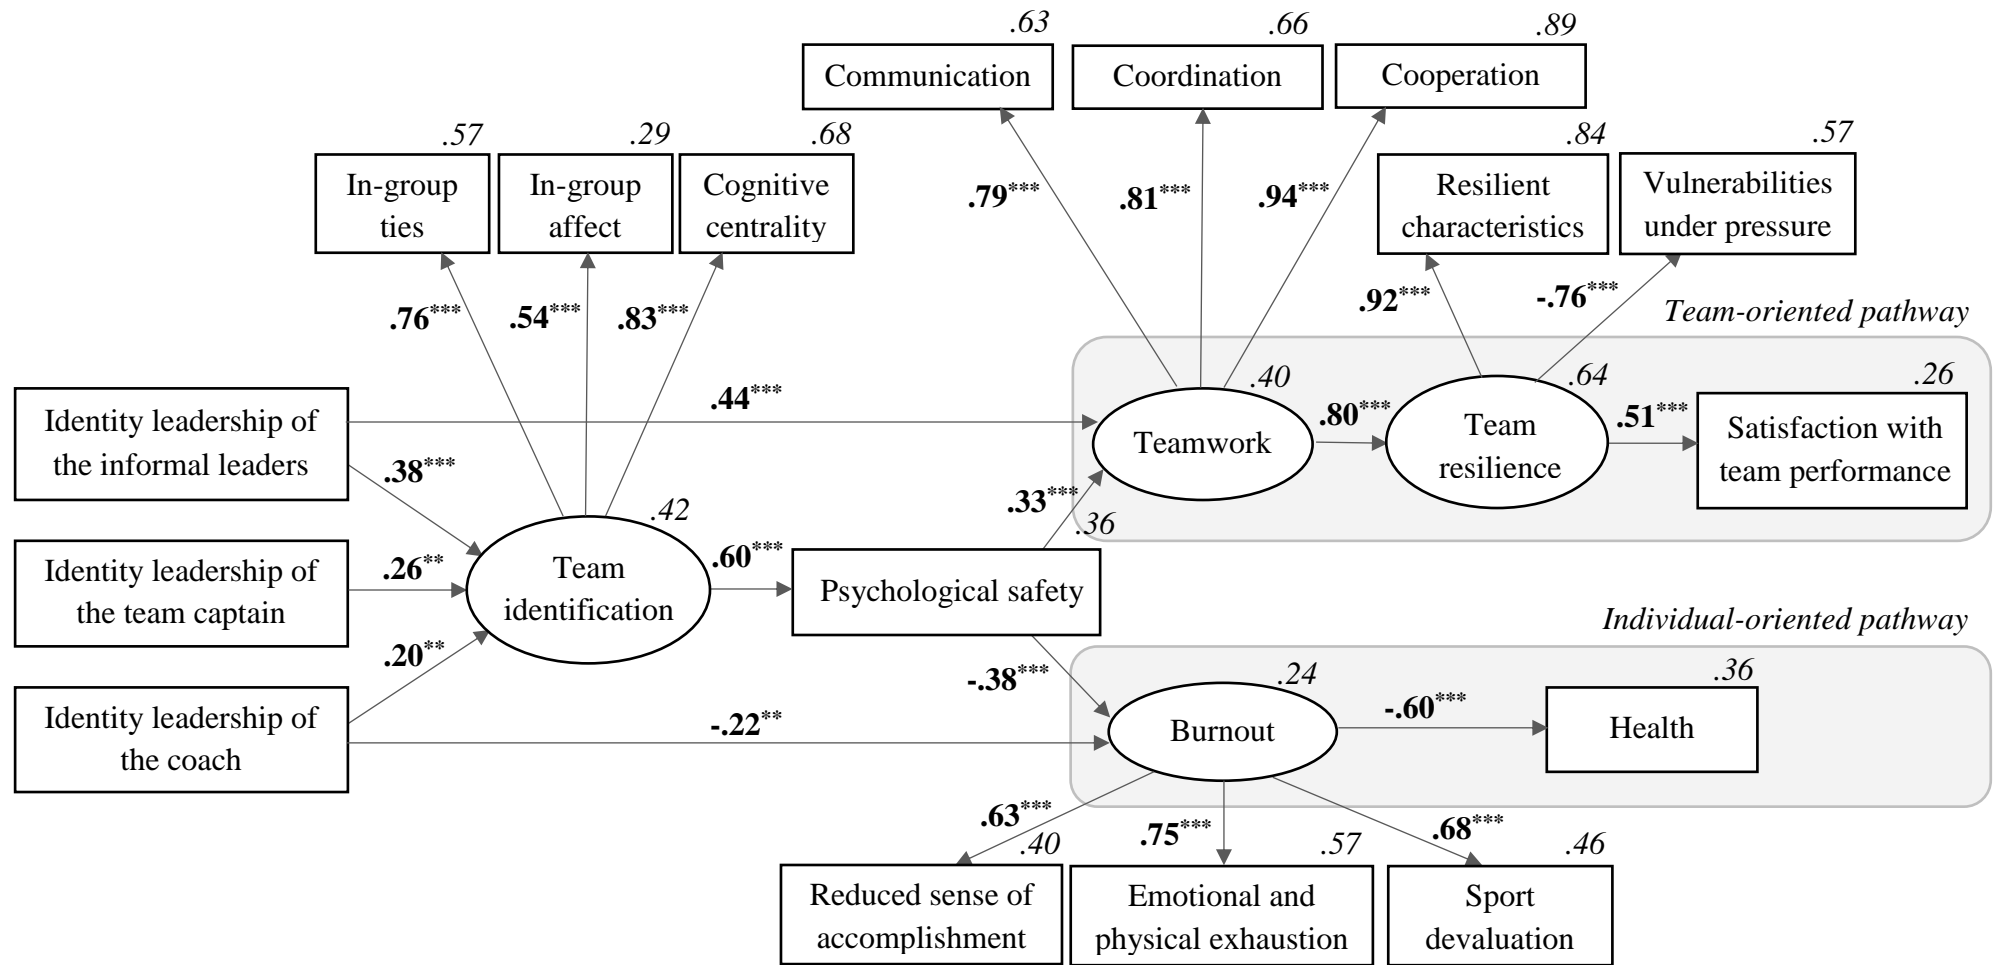 .63
.66
.89
Communication
Coordination
Cooperation
.57
.29
.68
.84
.57
In-group
ties
In-group
affect
Cognitive
centrality
Resilient
characteristics
Vulnerabilities
under pressure
.79***
.81***
.94***
.76***
.54***
.83***
.92***
-.76***
Team-oriented pathway
.40
.64
.26
Identity leadership of
the informal leaders
.44***
Teamwork
.80***
Team
resilience
.51***
Satisfaction with
team performance
.38***
.33***
.42
.36
Identity leadership of
the team captain
.26**
Team
identification
.60***
Psychological safety
Individual-oriented pathway
.20**
-.38***
.24
.36
Identity leadership of
the coach
-.22**
Burnout
-.60***
Health
.63***
.75***
.68***
.40
.57
.46
Reduced sense of
accomplishment
Emotional and
physical exhaustion
Sport
devaluation